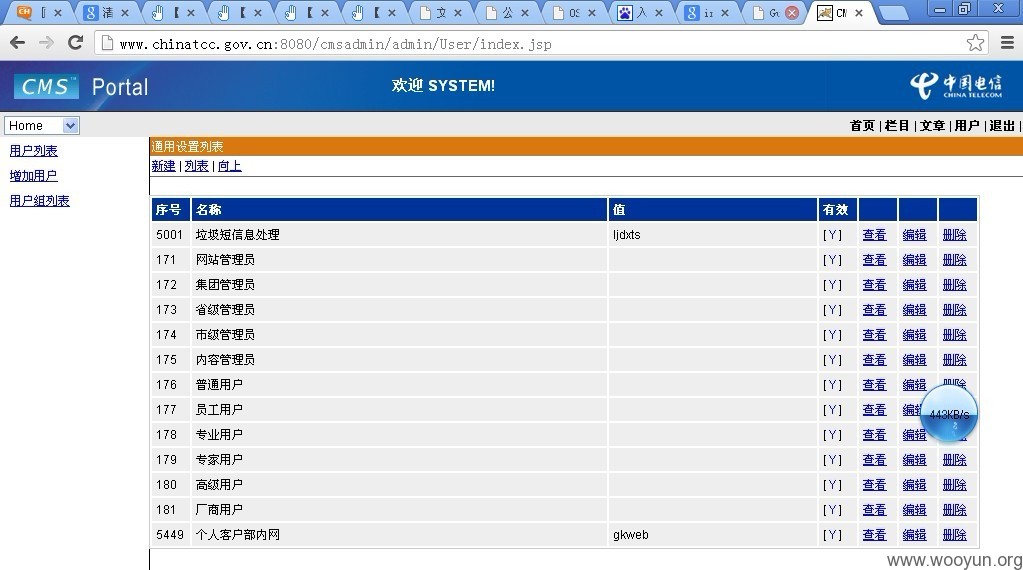 清
【
【
【
【
文
公
OS
入
in
Gu
CM
www.chinatcc.gov.cn:8080/cmsadmin/admin/User/index.jsp
CMS™ Portal
欢迎 SYSTEM!
中国电信
CHINA TELECOM
Home
首页 | 栏目 | 文章 | 用户 | 退出 |
用户列表
增加用户
用户组列表
通用设置列表
新建 | 列表 | 向上
序号 名称 值 有效
5001 垃圾短信息处理 ljdxts [ Y ] 查看 编辑 删除
171 网站管理员 [ Y ] 查看 编辑 删除
172 集团管理员 [ Y ] 查看 编辑 删除
173 省级管理员 [ Y ] 查看 编辑 删除
174 市级管理员 [ Y ] 查看 编辑 删除
175 内容管理员 [ Y ] 查看 编辑 删除
176 普通用户 [ Y ] 查看 编辑 删除
177 员工用户 [ Y ] 查看 编辑
443KB/s
178 专业用户 [ Y ] 查看 编辑
179 专家用户 [ Y ] 查看 编辑 删除
180 高级用户 [ Y ] 查看 编辑 删除
181 厂商用户 [ Y ] 查看 编辑 删除
5449 个人客户部内网 gkweb [ Y ] 查看 编辑 删除
www.wooyun.org